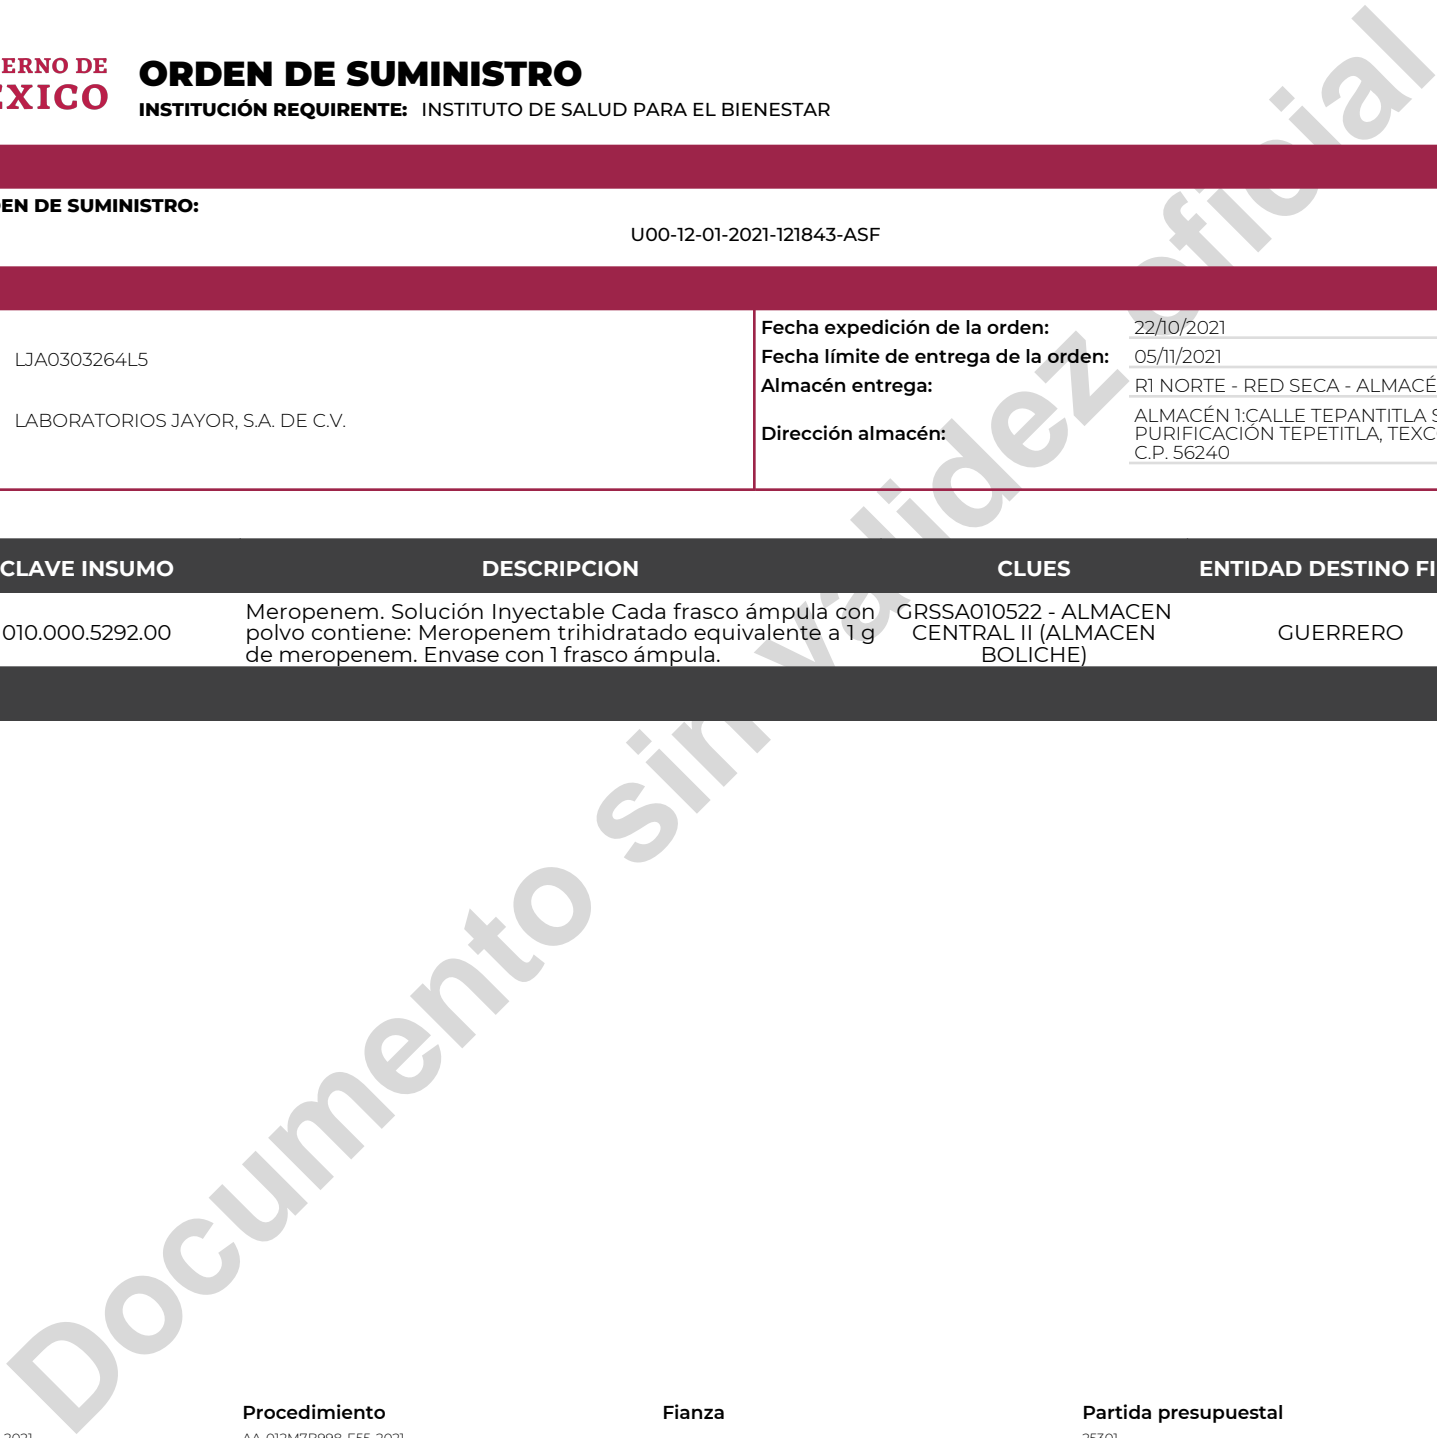 ERNO DE
EXICO
ORDEN DE SUMINISTRO
INSTITUCIÓN REQUIRENTE: INSTITUTO DE SALUD PARA EL BIENESTAR
EN DE SUMINISTRO:
U00-12-01-2021-121843-ASF
LJA0303264L5
LABORATORIOS JAYOR, S.A. DE C.V.
Fecha expedición de la orden: 22/10/2021
Fecha límite de entrega de la orden: 05/11/2021
Almacén entrega: R1 NORTE - RED SECA - ALMACÉ
Dirección almacén: ALMACÉN 1:CALLE TEPANTITLA S
PURIFICACIÓN TEPETITLA, TEXC
C.P. 56240
CLAVE INSUMO DESCRIPCION CLUES ENTIDAD DESTINO FI
010.000.5292.00
Meropenem. Solución Inyectable Cada frasco ámpula con
polvo contiene: Meropenem trihidratado equivalente a 1 g
de meropenem. Envase con 1 frasco ámpula.
GRSSA010522 - ALMACEN
CENTRAL II (ALMACEN
BOLICHE)
GUERRERO
Documento sin validez oficial
Procedimiento Fianza Partida presupuestal